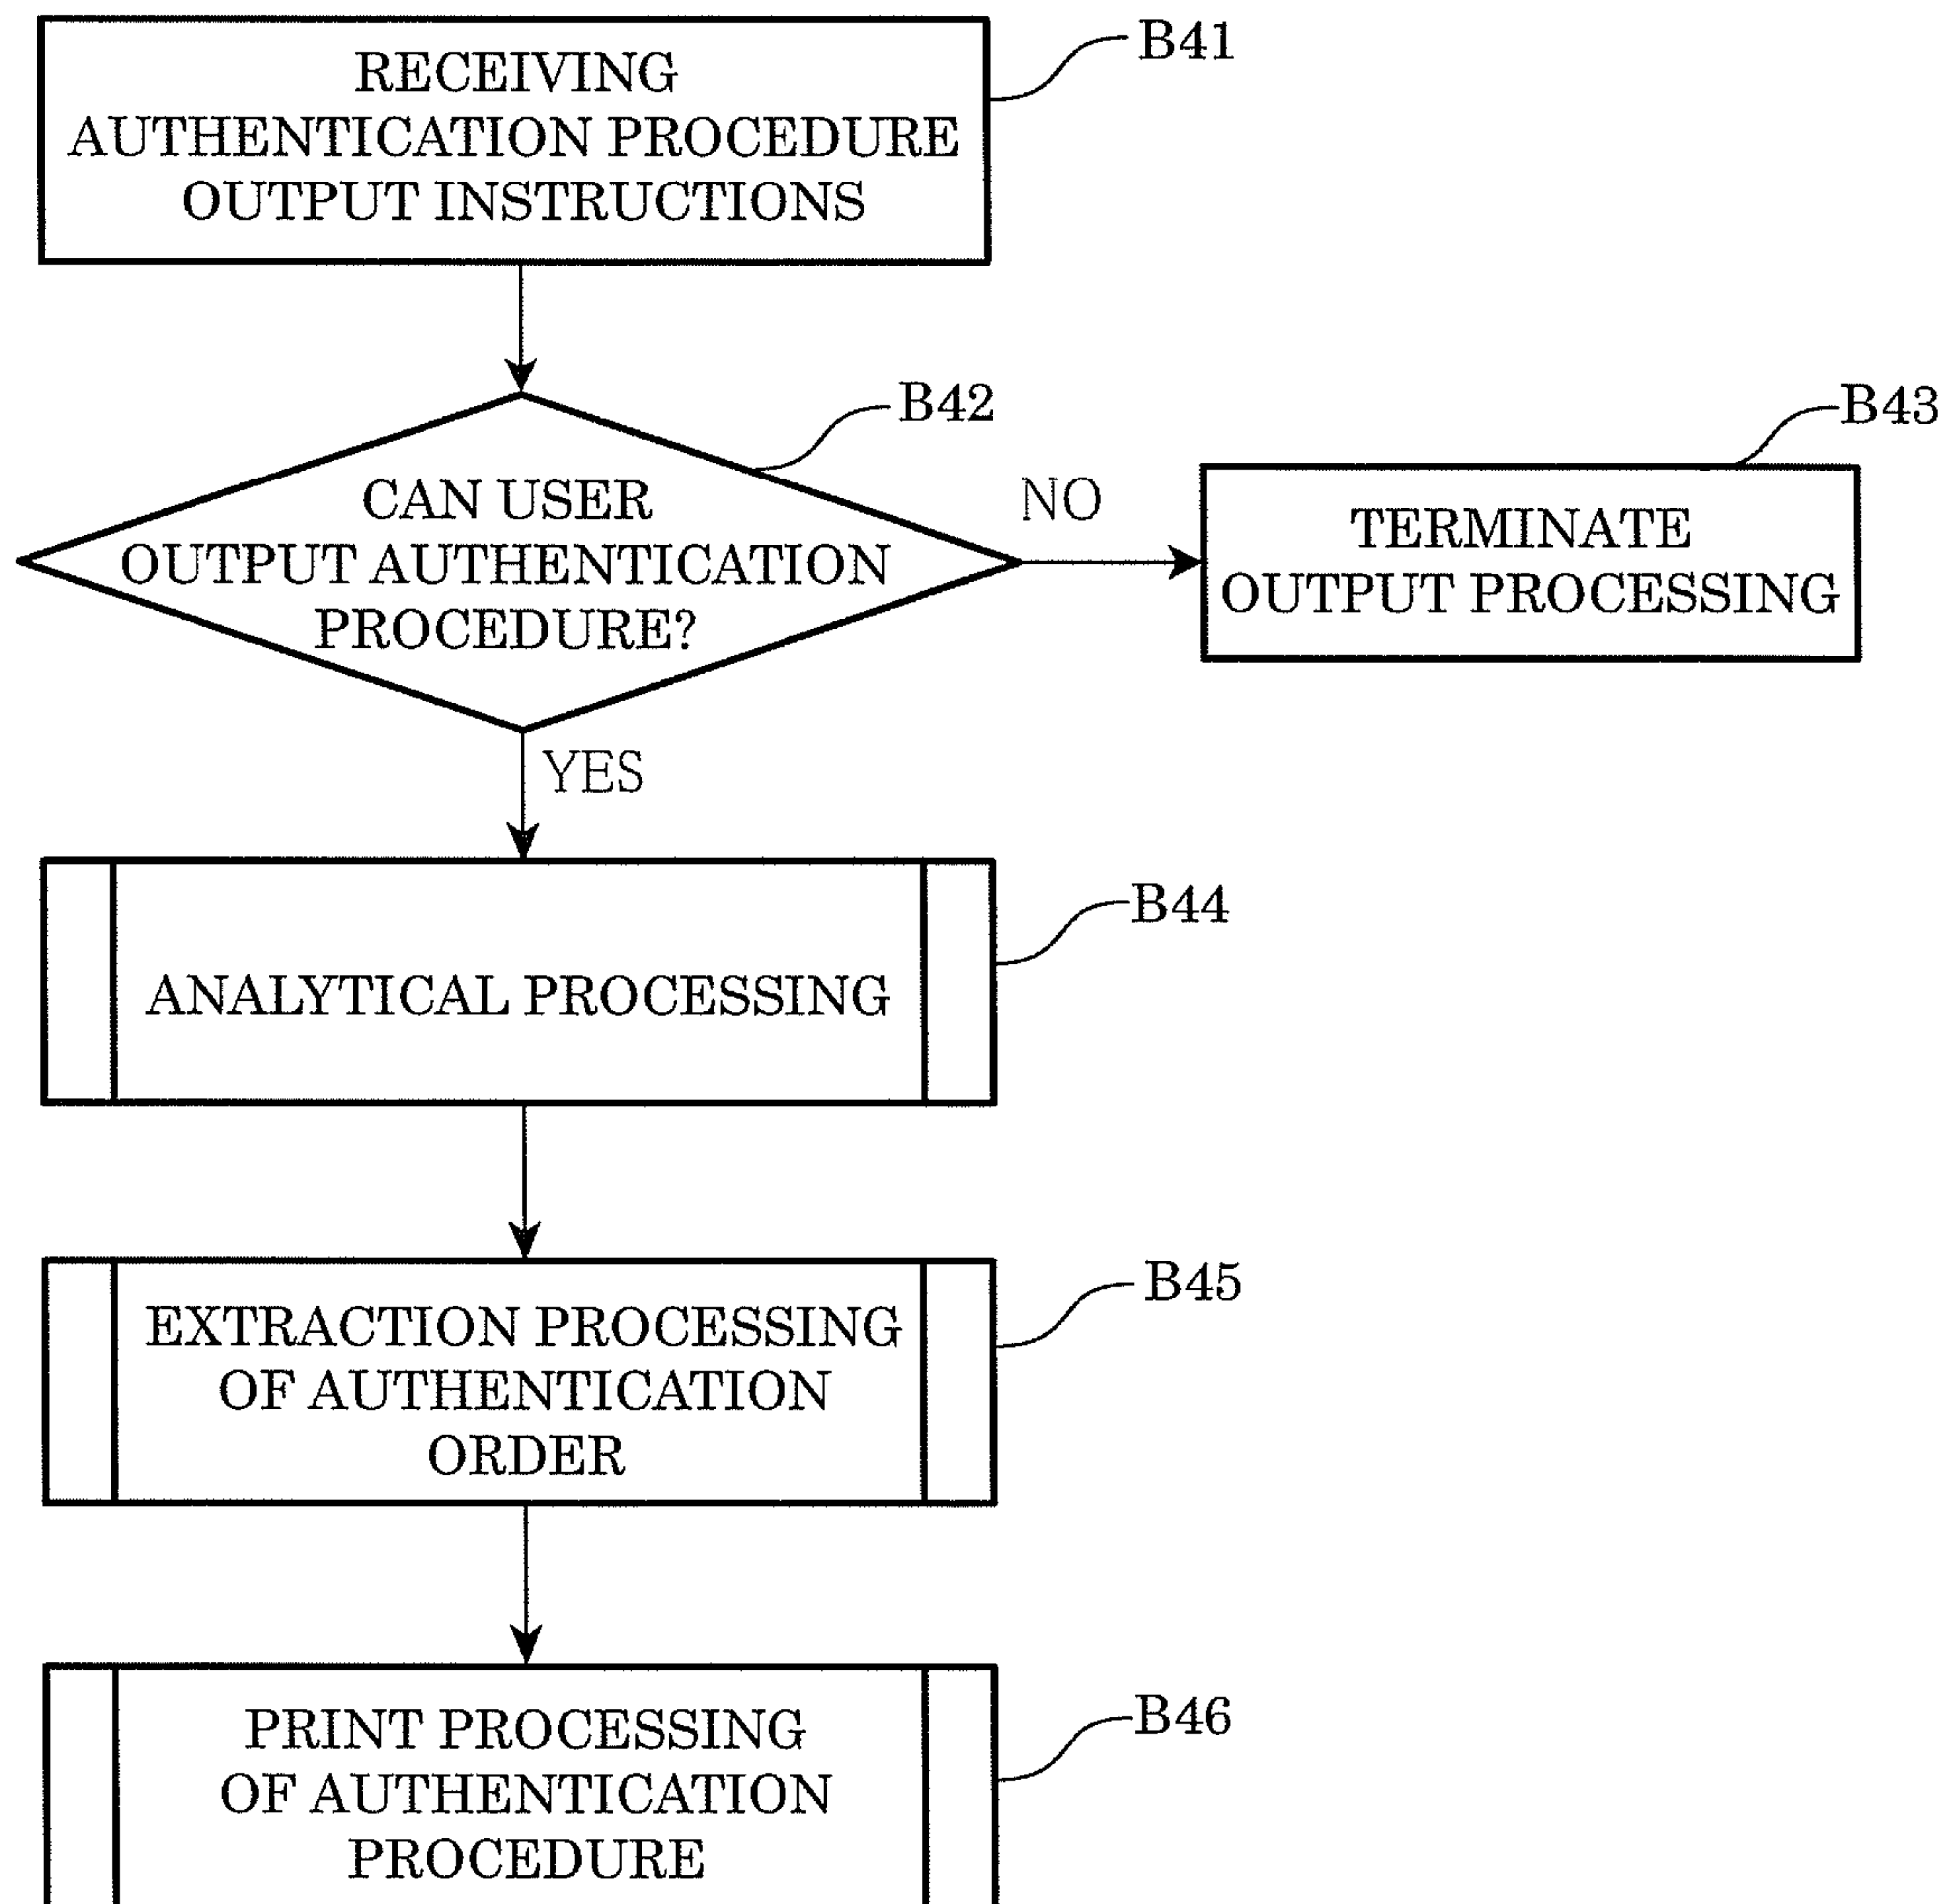 RECEIVING
AUTHENTICATION PROCEDURE
OUTPUT INSTRUCTIONS
B41
CAN USER
OUTPUT AUTHENTICATION
PROCEDURE?
B42
NO
TERMINATE
OUTPUT PROCESSING
B43
YES
ANALYTICAL PROCESSING
B44
EXTRACTION PROCESSING
OF AUTHENTICATION
ORDER
B45
PRINT PROCESSING
OF AUTHENTICATION
PROCEDURE
B46